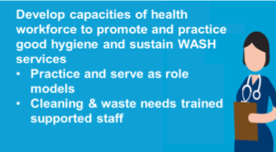 Develop capacities of health
workforce to promote and practice
good hygiene and sustain WASH
services
• Practice and serve as role
models
• Cleaning & waste needs trained
supported staff